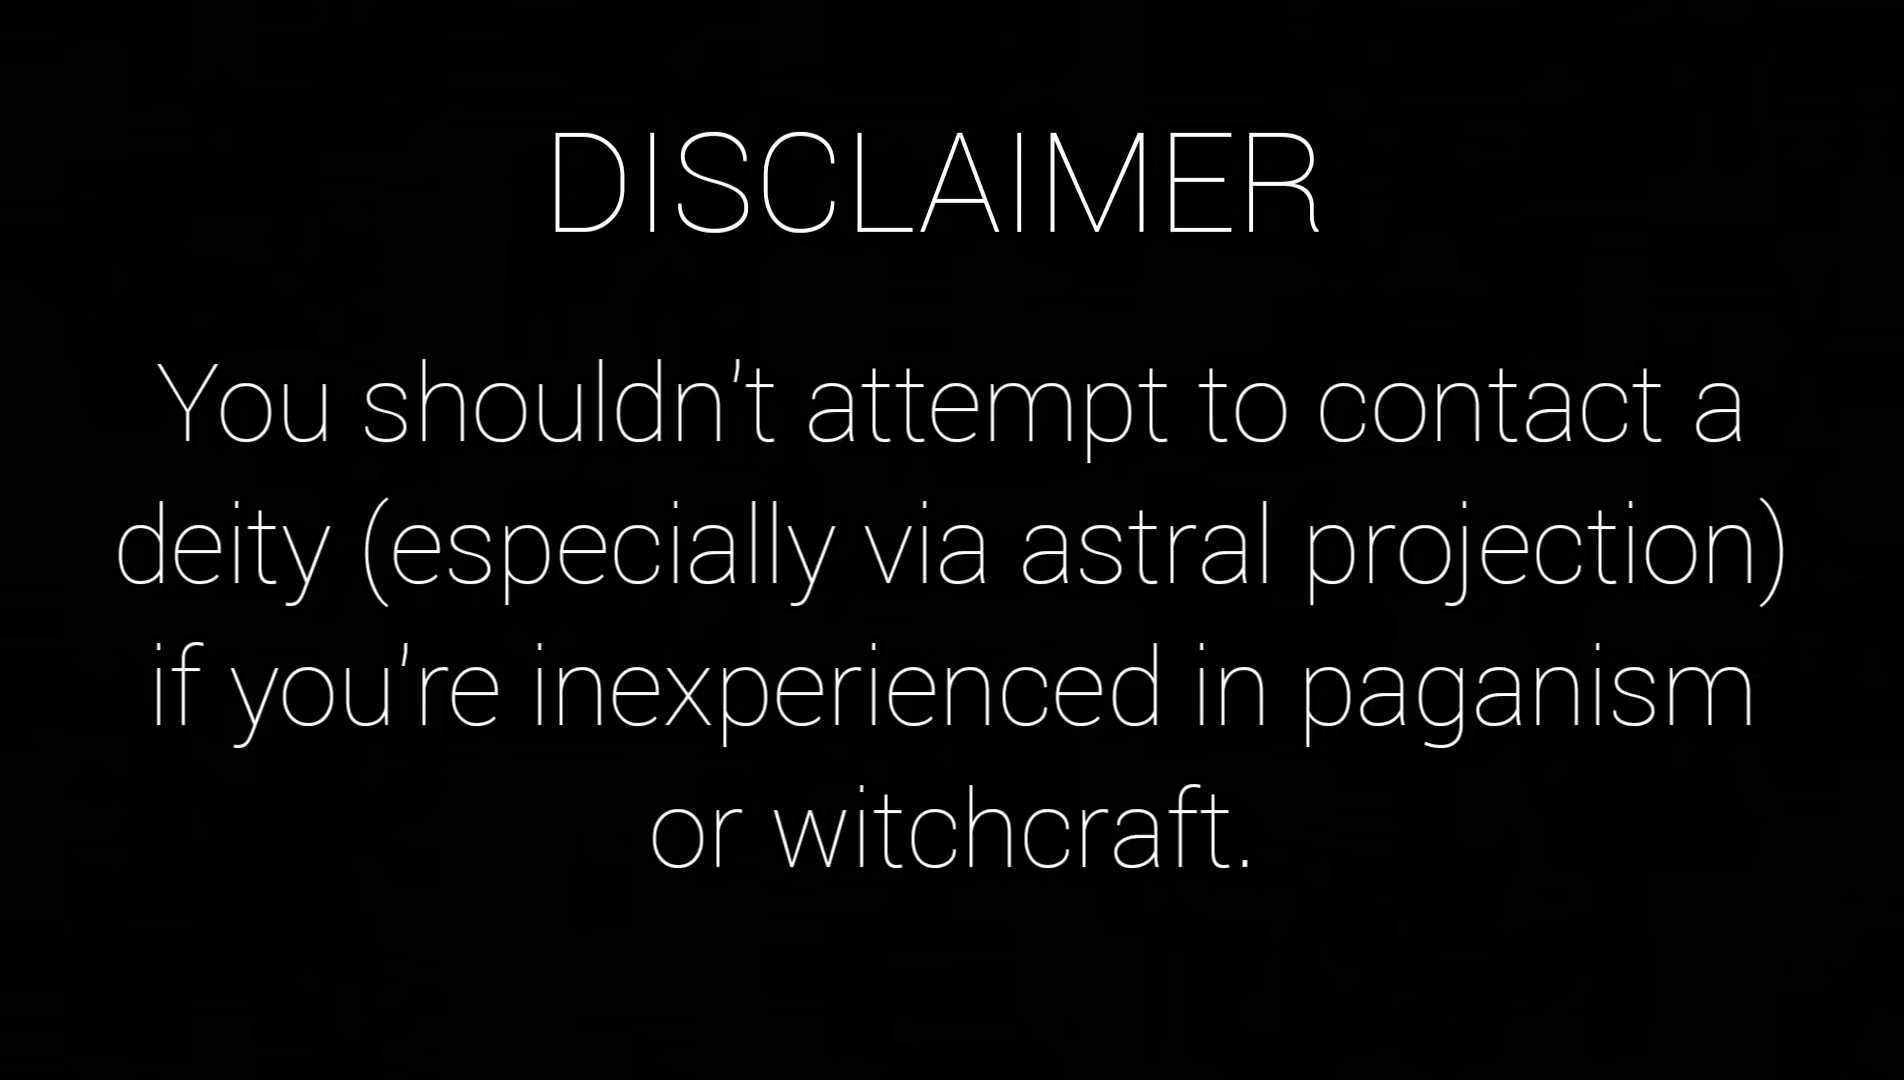 DISCLAIMER
You shouldn't attempt to contact a
deity (especially via astral projection)
if you're inexperienced in paganism
or witchcraft.